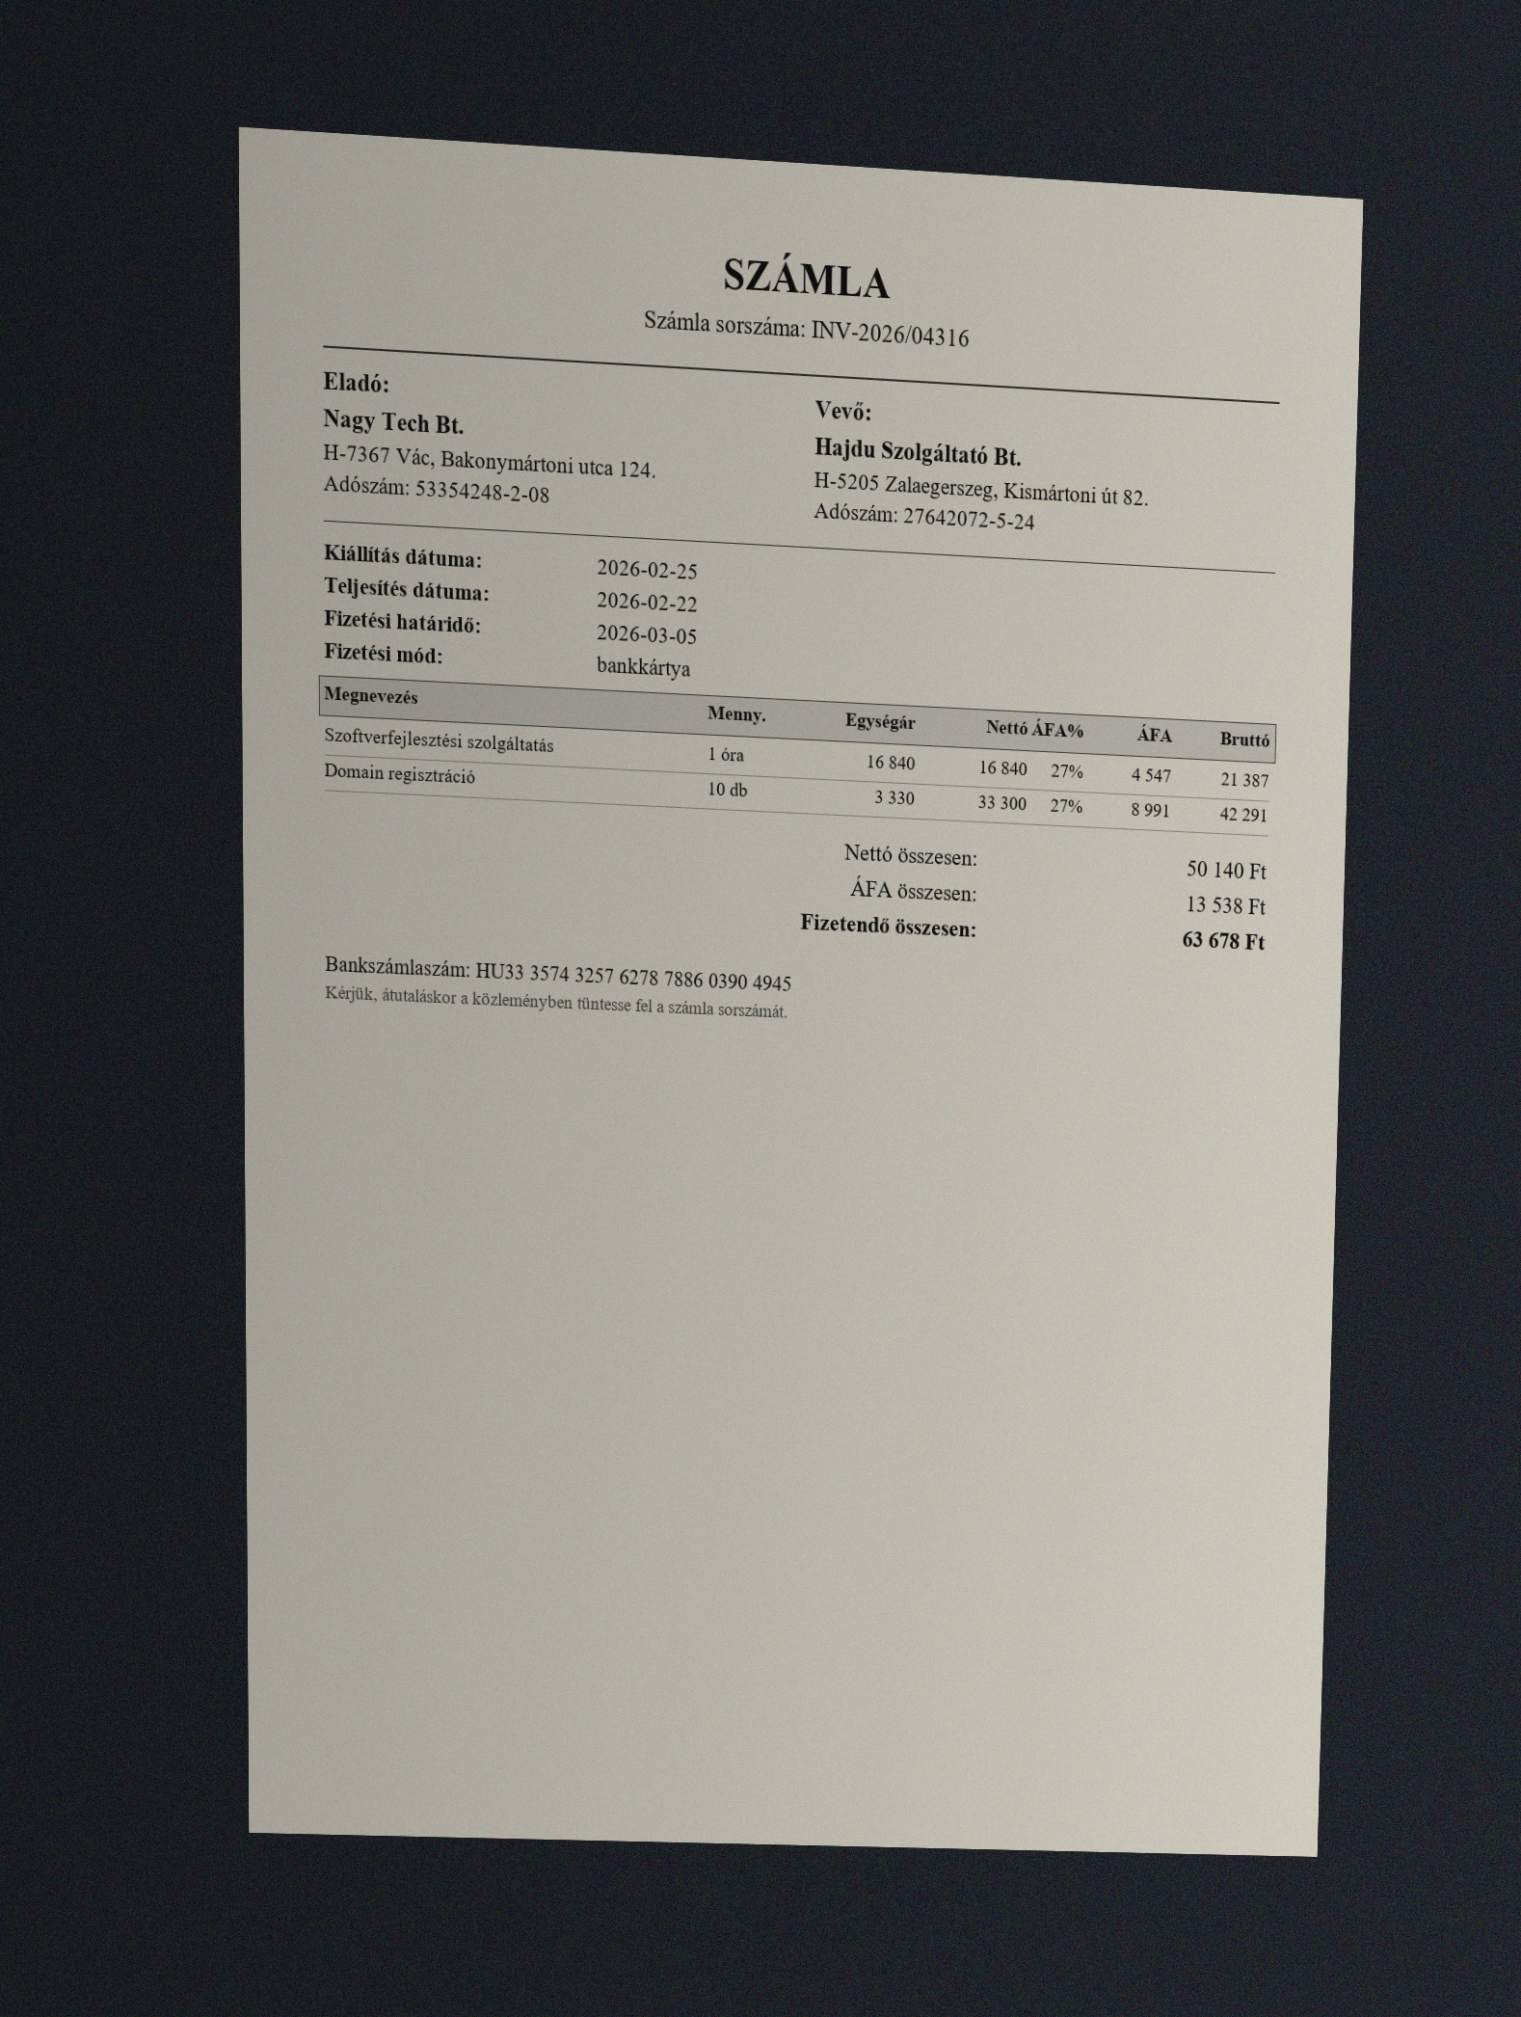 SZÁMLA
Számla sorszáma: INV-2026/04316
Eladó:
Nagy Tech Bt.
H-7367 Vác, Bakonymártoni utca 124.
Adószám: 53354248-2-08
Vevő:
Hajdu Szolgáltató Bt.
H-5205 Zalaegerszeg, Kismártoni út 82.
Adószám: 27642072-5-24
Kiállítás dátuma: 2026-02-25
Teljesítés dátuma: 2026-02-22
Fizetési határidő: 2026-03-05
Fizetési mód: bankkártya
Megnevezés Menny. Egységár Nettó ÁFA% ÁFA Bruttó
Szoftverfejlesztési szolgáltatás 1 óra 16 840 16 840 27% 4 547 21 387
Domain regisztráció 10 db 3 330 33 300 27% 8 991 42 291
Nettó összesen: 50 140 Ft
ÁFA összesen: 13 538 Ft
Fizetendő összesen: 63 678 Ft
Bankszámlaszám: HU33 3574 3257 6278 7886 0390 4945
Kérjük, átutaláskor a közleményben tüntesse fel a számla sorszámát.